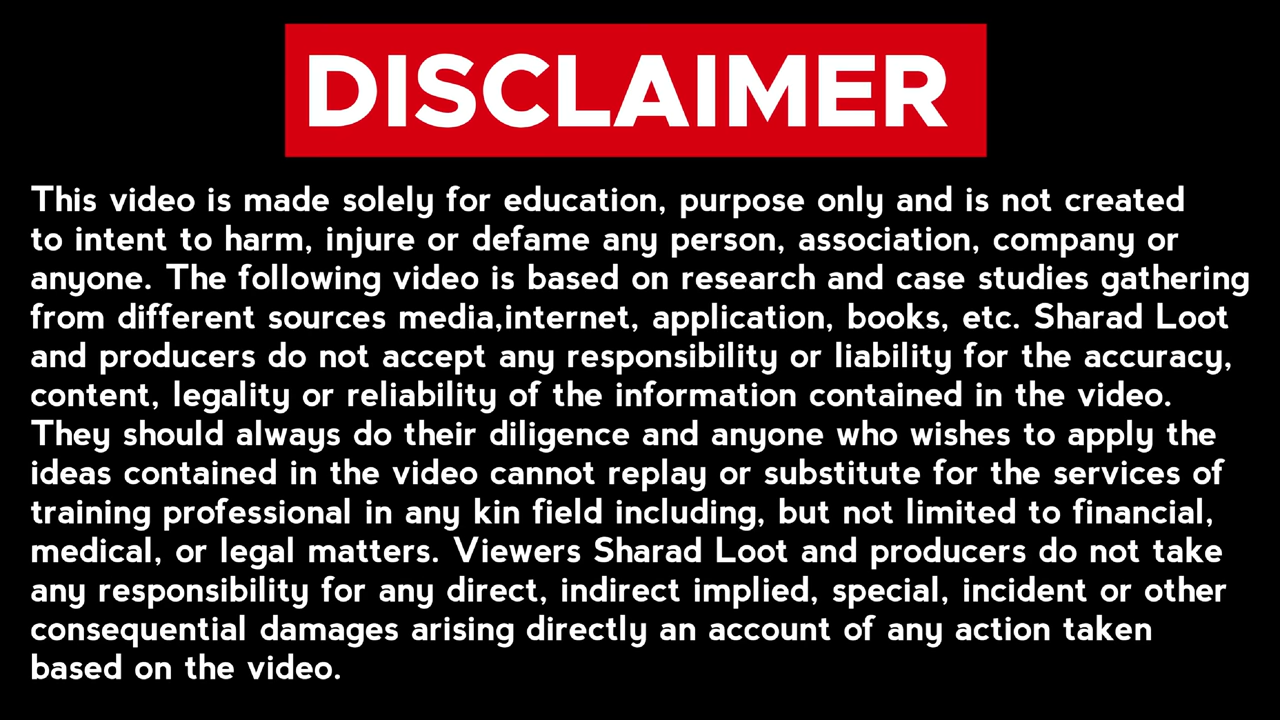 DISCLAIMER
This video is made solely for education, purpose only and is not created
to intent to harm, injure or defame any person, association, company or
anyone. The following video is based on research and case studies gathering
from different sources media,internet, application, books, etc. Sharad Loot
and producers do not accept any responsibility or liability for the accuracy,
content, legality or reliability of the information contained in the video.
They should always do their diligence and anyone who wishes to apply the
ideas contained in the video cannot replay or substitute for the services of
training professional in any kin field including, but not limited to financial,
medical, or legal matters. Viewers Sharad Loot and producers do not take
any responsibility for any direct, indirect implied, special, incident or other
consequential damages arising directly an account of any action taken
based on the video.